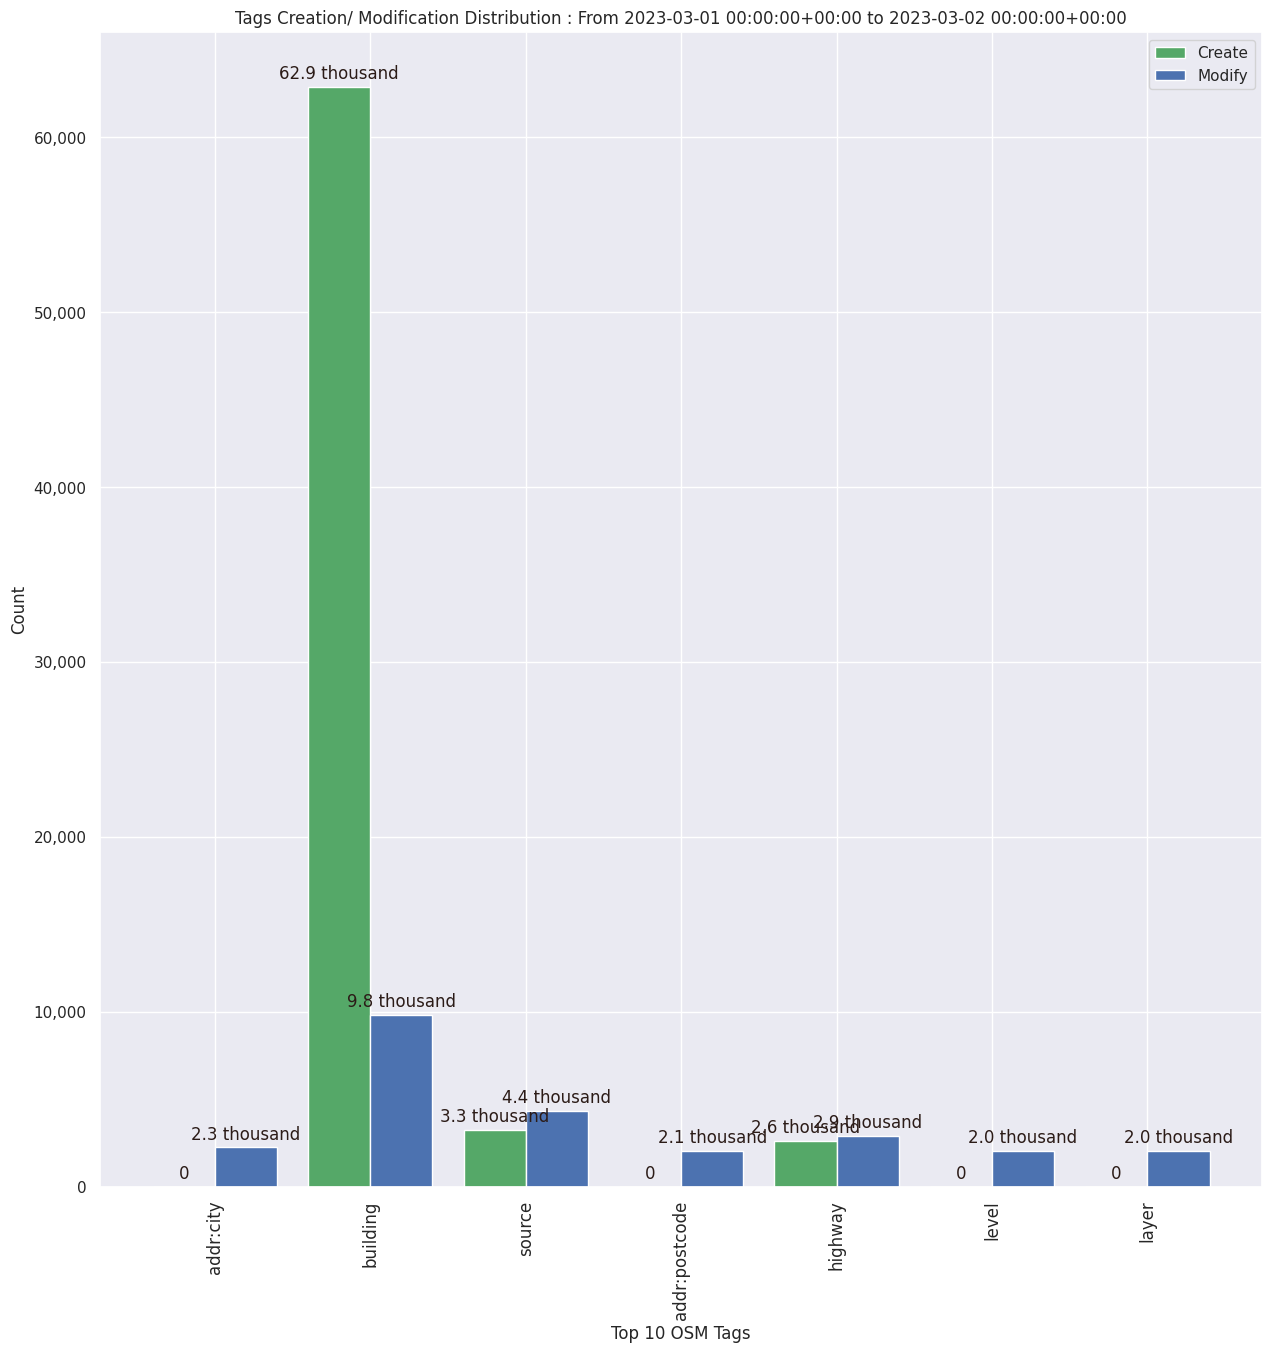 Tags Creation/ Modification Distribution : From 2023-03-01 00:00:00+00:00 to 2023-03-02 00:00:00+00:00
Create
Modify
62.9 thousand
60,000
50,000
40,000
30,000
20,000
10,000
0
Count
9.8 thousand
4.4 thousand
3.3 thousand
2.9 thousand
2.6 thousand
2.3 thousand
2.1 thousand
2.0 thousand
2.0 thousand
0
0
0
0
addr:city
building
source
addr:postcode
highway
level
layer
Top 10 OSM Tags